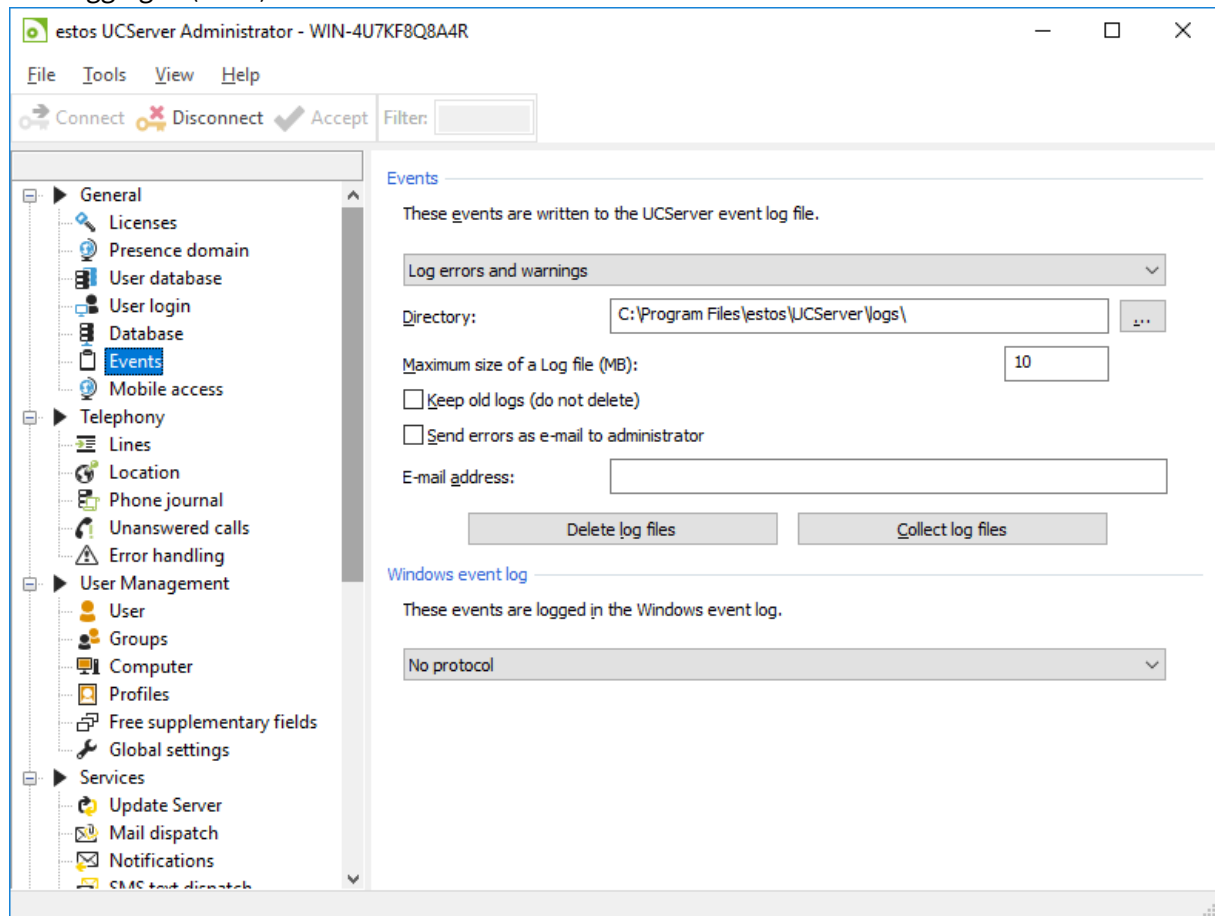 estos UCServer Administrator - WIN-4U7KF8Q8A4R
File Tools View Help
Connect Disconnect Accept Filter:
General
Licenses
Presence domain
User database
User login
Database
Events
Mobile access
Telephony
Lines
Location
Phone journal
Unanswered calls
Error handling
User Management
User
Groups
Computer
Profiles
Free supplementary fields
Global settings
Services
Update Server
Mail dispatch
Notifications
SMS text dispatch
Events
These events are written to the UCServer event log file.
Log errors and warnings
Directory: C:\Program Files\estos\UCServer\logs\ ...
Maximum size of a Log file (MB): 10
Keep old logs (do not delete)
Send errors as e-mail to administrator
E-mail address:
Delete log files Collect log files
Windows event log
These events are logged in the Windows event log.
No protocol